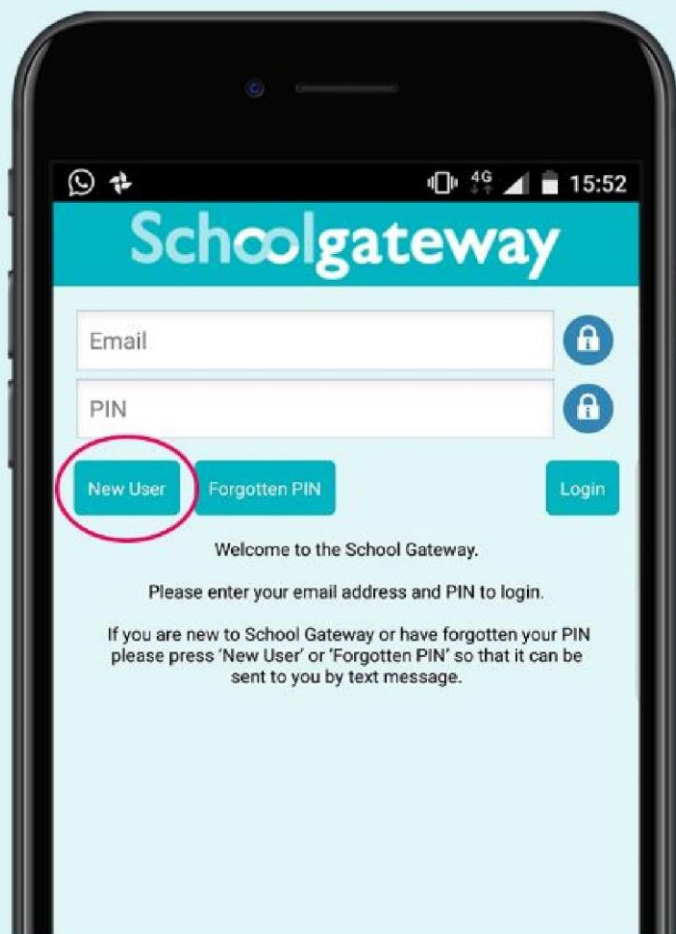 4G 15:52
Schoolgateway
Email
PIN
New User Forgotten PIN Login
Welcome to the School Gateway.
Please enter your email address and PIN to login.
If you are new to School Gateway or have forgotten your PIN
please press 'New User' or 'Forgotten PIN' so that it can be
sent to you by text message.